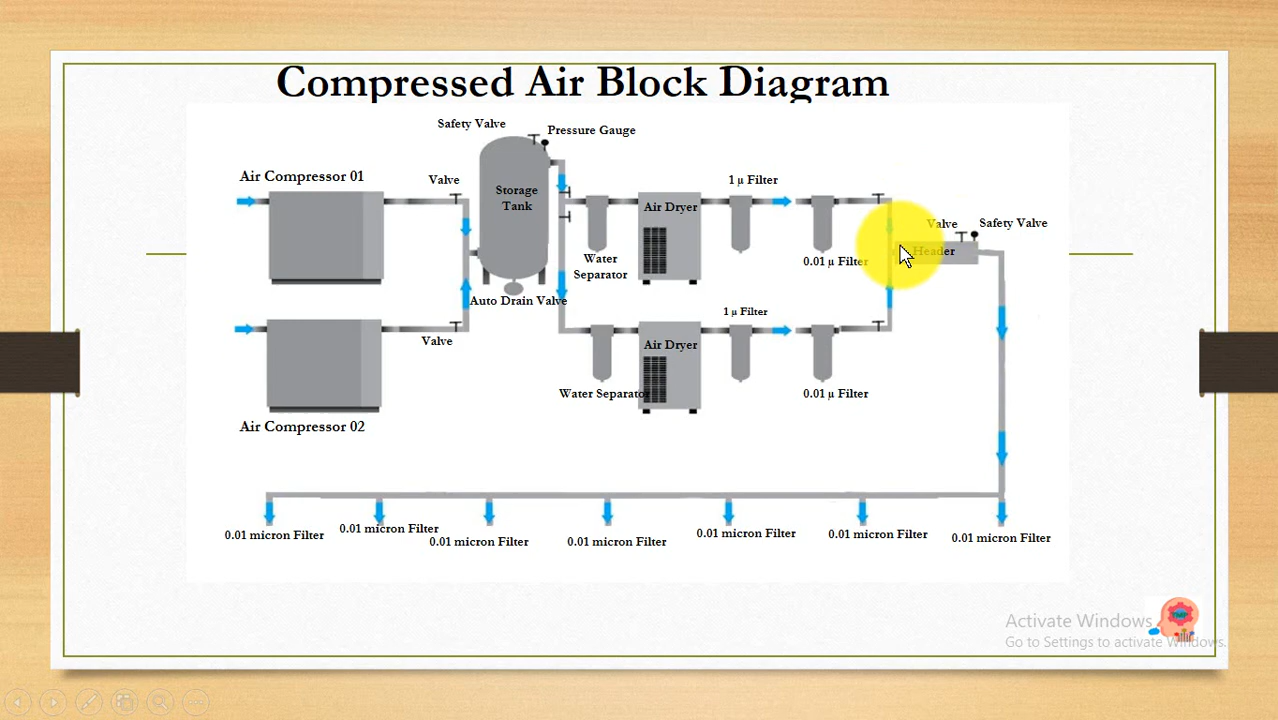 Compressed Air Block Diagram
Safety Valve
Pressure Gauge
Air Compressor 01
Valve
Storage
Tank
1 µ Filter
Air Dryer
Valve
Safety Valve
Header
Water
Separator
0.01 µ Filter
Auto Drain Valve
1 µ Filter
Valve
Air Dryer
Water Separator
0.01 µ Filter
Air Compressor 02
0.01 micron Filter
0.01 micron Filter
0.01 micron Filter
0.01 micron Filter
0.01 micron Filter
0.01 micron Filter
0.01 micron Filter
Activate Windows
Go to Settings to activate Windows.